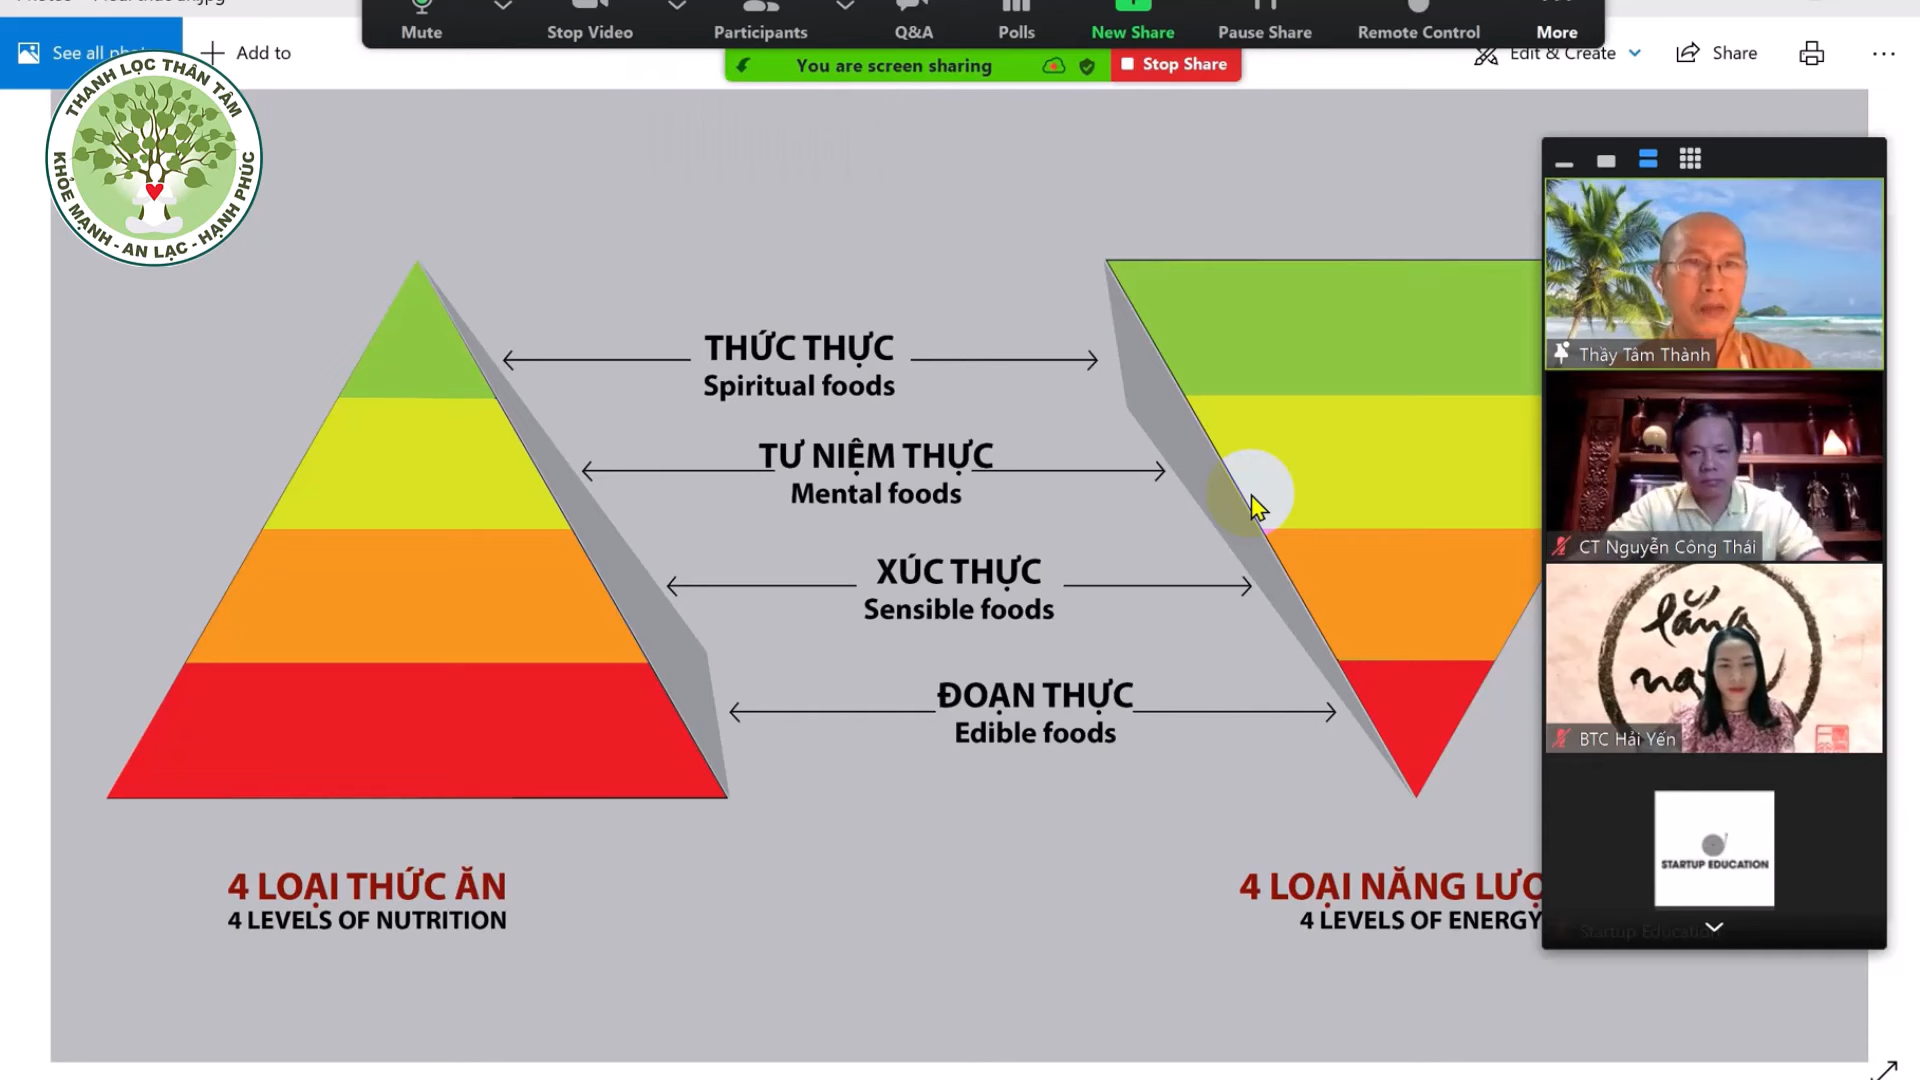 Mute
Stop Video
Participants
Q&A
Polls
New Share
Pause Share
Remote Control
More
You are screen sharing
Stop Share
See all
Add to
Edit & Create
Share
THANH LỌC THÂN TÂM
KHỎE MẠNH - AN LẠC - HẠNH PHÚC
THỨC THỰC
Spiritual foods
TƯ NIỆM THỰC
Mental foods
XÚC THỰC
Sensible foods
ĐOẠN THỰC
Edible foods
4 LOẠI THỨC ĂN
4 LEVELS OF NUTRITION
4 LOẠI NĂNG
4 LEVELS OF ENERGY
Thầy Tâm Thành
CT Nguyễn Công Thái
lắng
BTC Hải Yến
STARTUP EDUCATION
Startup Education